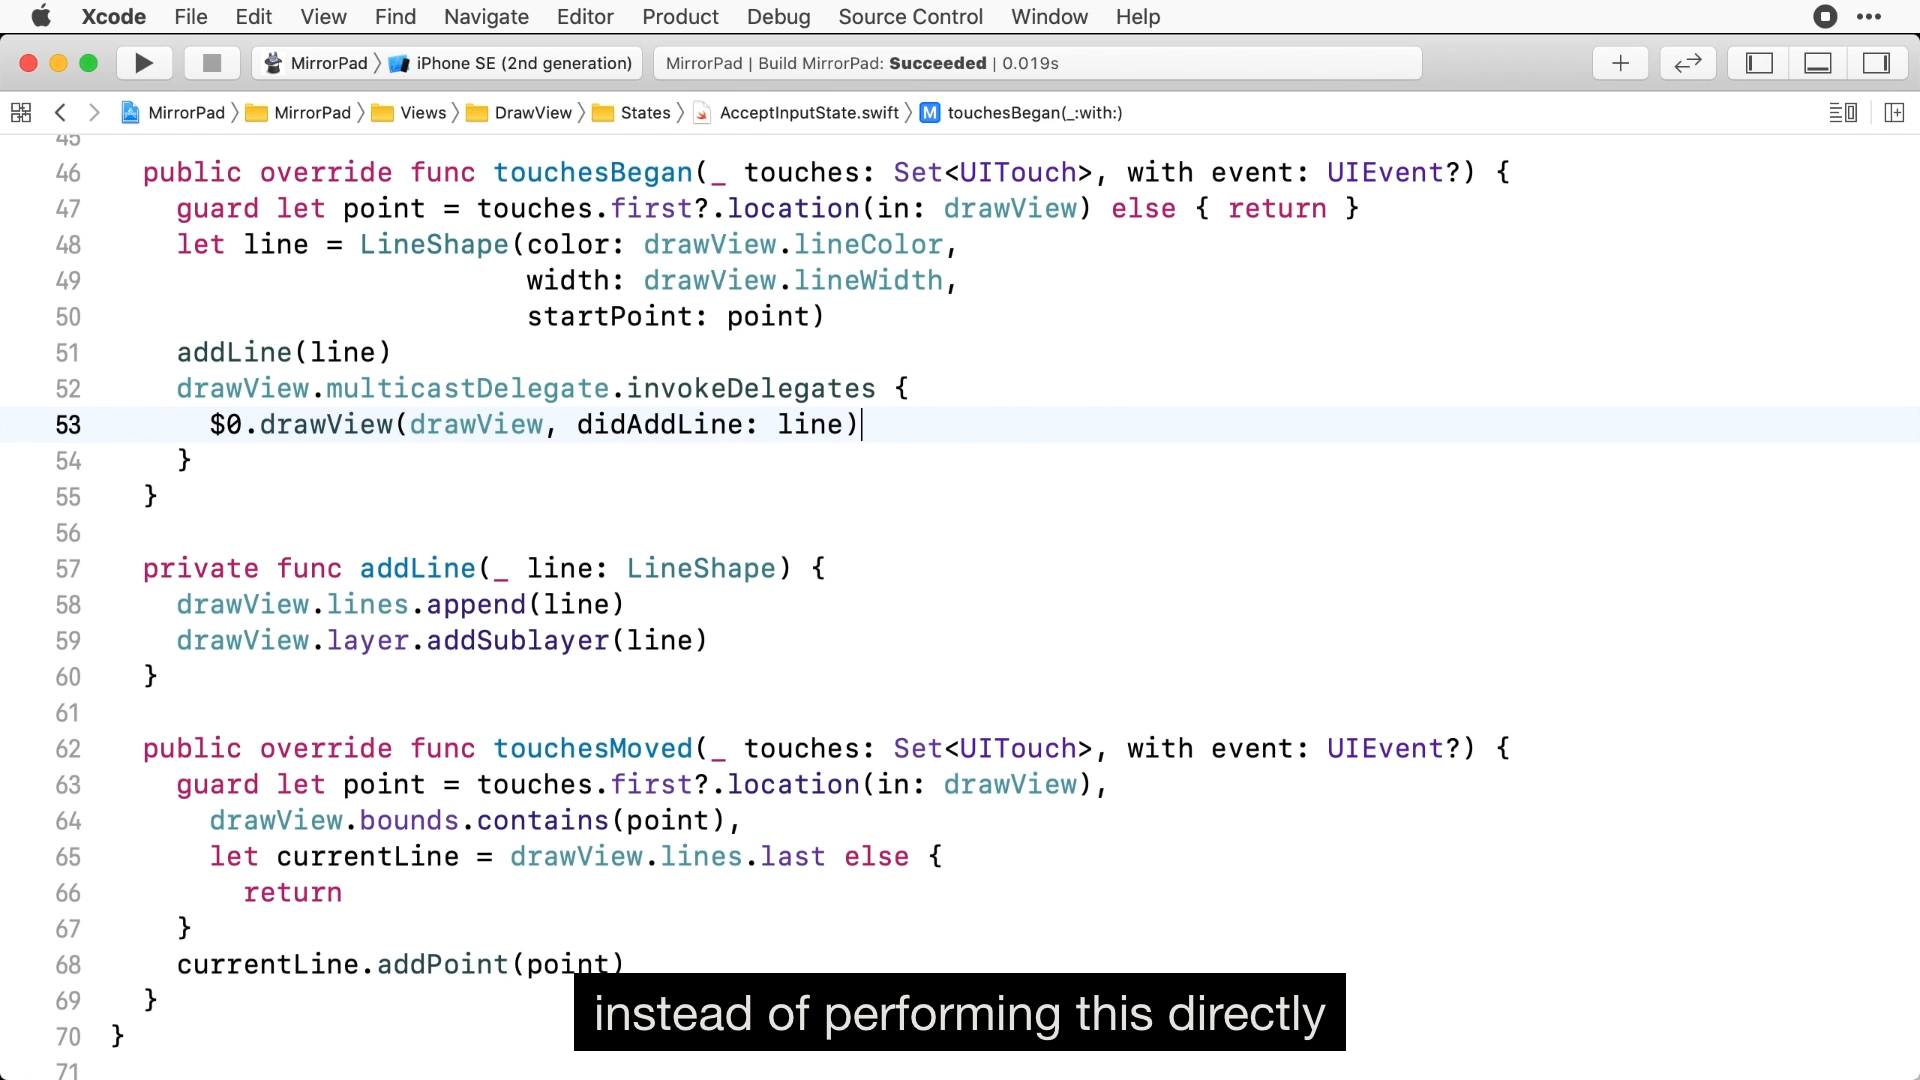 Xcode File Edit View Find Navigate Editor Product Debug Source Control Window Help
MirrorPad 〉 iPhone SE (2nd generation) MirrorPad | Build MirrorPad: Succeeded | 0.019s
MirrorPad 〉 MirrorPad 〉 Views 〉 DrawView 〉 States 〉 AcceptInputState.swift 〉 M touchesBegan(_:with:)
45
46 public override func touchesBegan(_ touches: Set<UITouch>, with event: UIEvent?) {
47 guard let point = touches.first?.location(in: drawView) else { return }
48 let line = LineShape(color: drawView.lineColor,
49 width: drawView.lineWidth,
50 startPoint: point)
51 addLine(line)
52 drawView.multicastDelegate.invokeDelegates {
53 $0.drawView(drawView, didAddLine: line)
54 }
55 }
56
57 private func addLine(_ line: LineShape) {
58 drawView.lines.append(line)
59 drawView.layer.addSublayer(line)
60 }
61
62 public override func touchesMoved(_ touches: Set<UITouch>, with event: UIEvent?) {
63 guard let point = touches.first?.location(in: drawView),
64 drawView.bounds.contains(point),
65 let currentLine = drawView.lines.last else {
66 return
67 }
68 currentLine.addPoint(point)
69 }
70 }
71
instead of performing this directly